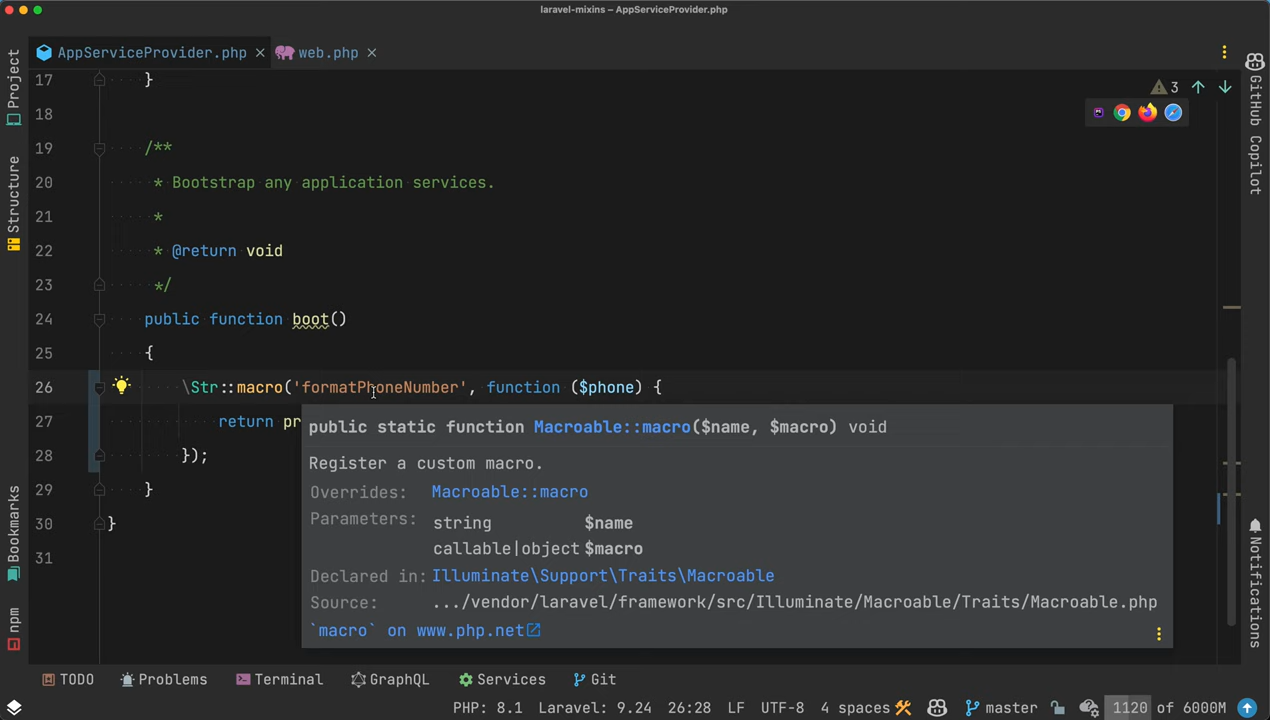 laravel-mixins – AppServiceProvider.php
AppServiceProvider.php
web.php
Project
Structure
Bookmarks
npm
GitHub Copilot
Notifications
3
17 }
18
19 /**
20 * Bootstrap any application services.
21 *
22 * @return void
23 */
24 public function boot()
25 {
26 \Str::macro('formatPhoneNumber', function ($phone) {
27 return pr
28 });
29 }
30 }
31
public static function Macroable::macro($name, $macro) void
Register a custom macro.
Overrides: Macroable::macro
Parameters: string $name
callable|object $macro
Declared in: Illuminate\Support\Traits\Macroable
Source: .../vendor/laravel/framework/src/Illuminate/Macroable/Traits/Macroable.php
`macro` on www.php.net
TODO Problems Terminal GraphQL Services Git
PHP: 8.1 Laravel: 9.24 26:28 LF UTF-8 4 spaces master 1120 of 6000M